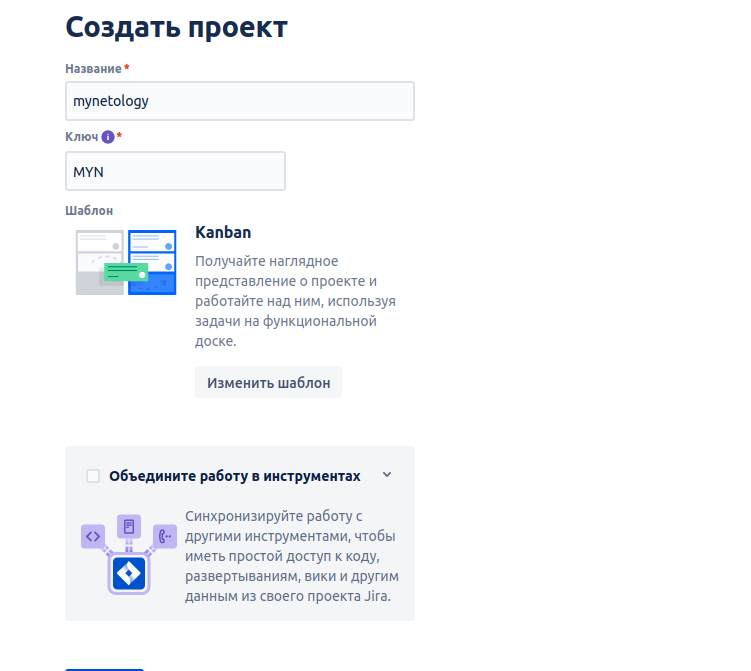 Создать проект
Название *
mynetology
Ключ *
MYN
Шаблон
Kanban
Получайте наглядное
представление о проекте и
работайте над ним, используя
задачи на функциональной
доске.
Изменить шаблон
Объедините работу в инструментах
Синхронизируйте работу с
другими инструментами, чтобы
иметь простой доступ к коду,
развертываниям, вики и другим
данным из своего проекта Jira.